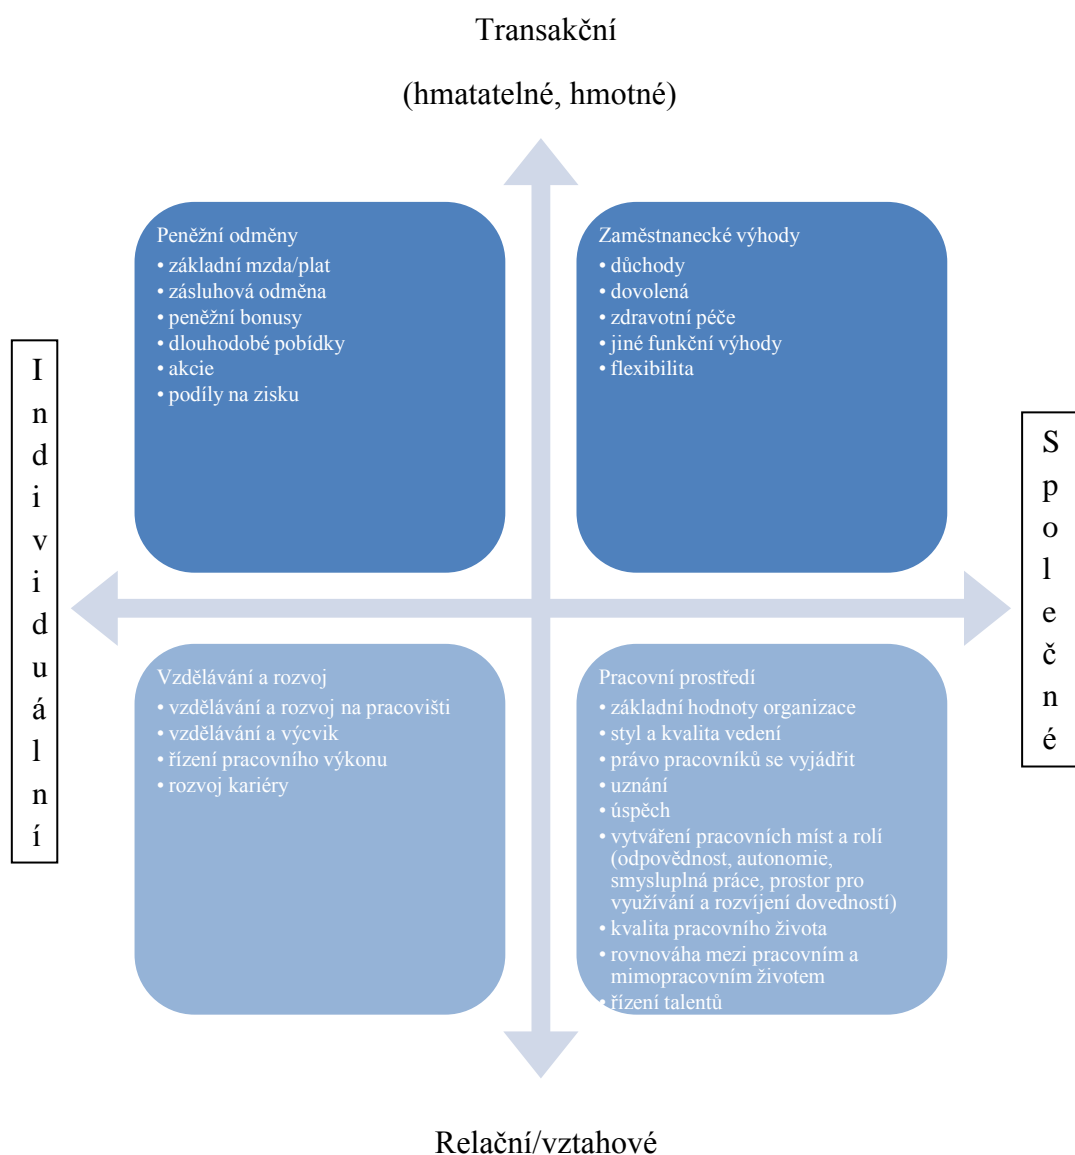 Transakční
(hmatatelné, hmotné)
Peněžní odměny
• základní mzda/plat
• zásluhová odměna
• peněžní bonusy
• dlouhodobé pobídky
• akcie
• podíly na zisku
Zaměstnanecké výhody
• důchody
• dovolená
• zdravotní péče
• jiné funkční výhody
• flexibilita
Individuální
Společné
Vzdělávání a rozvoj
• vzdělávání a rozvoj na pracovišti
• vzdělávání a výcvik
• řízení pracovního výkonu
• rozvoj kariéry
Pracovní prostředí
• základní hodnoty organizace
• styl a kvalita vedení
• právo pracovníků se vyjádřit
• uznání
• úspěch
• vytváření pracovních míst a rolí
(odpovědnost, autonomie,
smysluplná práce, prostor pro
využívání a rozvíjení dovedností)
• kvalita pracovního života
• rovnováha mezi pracovním a
mimopracovním životem
• řízení talentů
Relační/vztahové